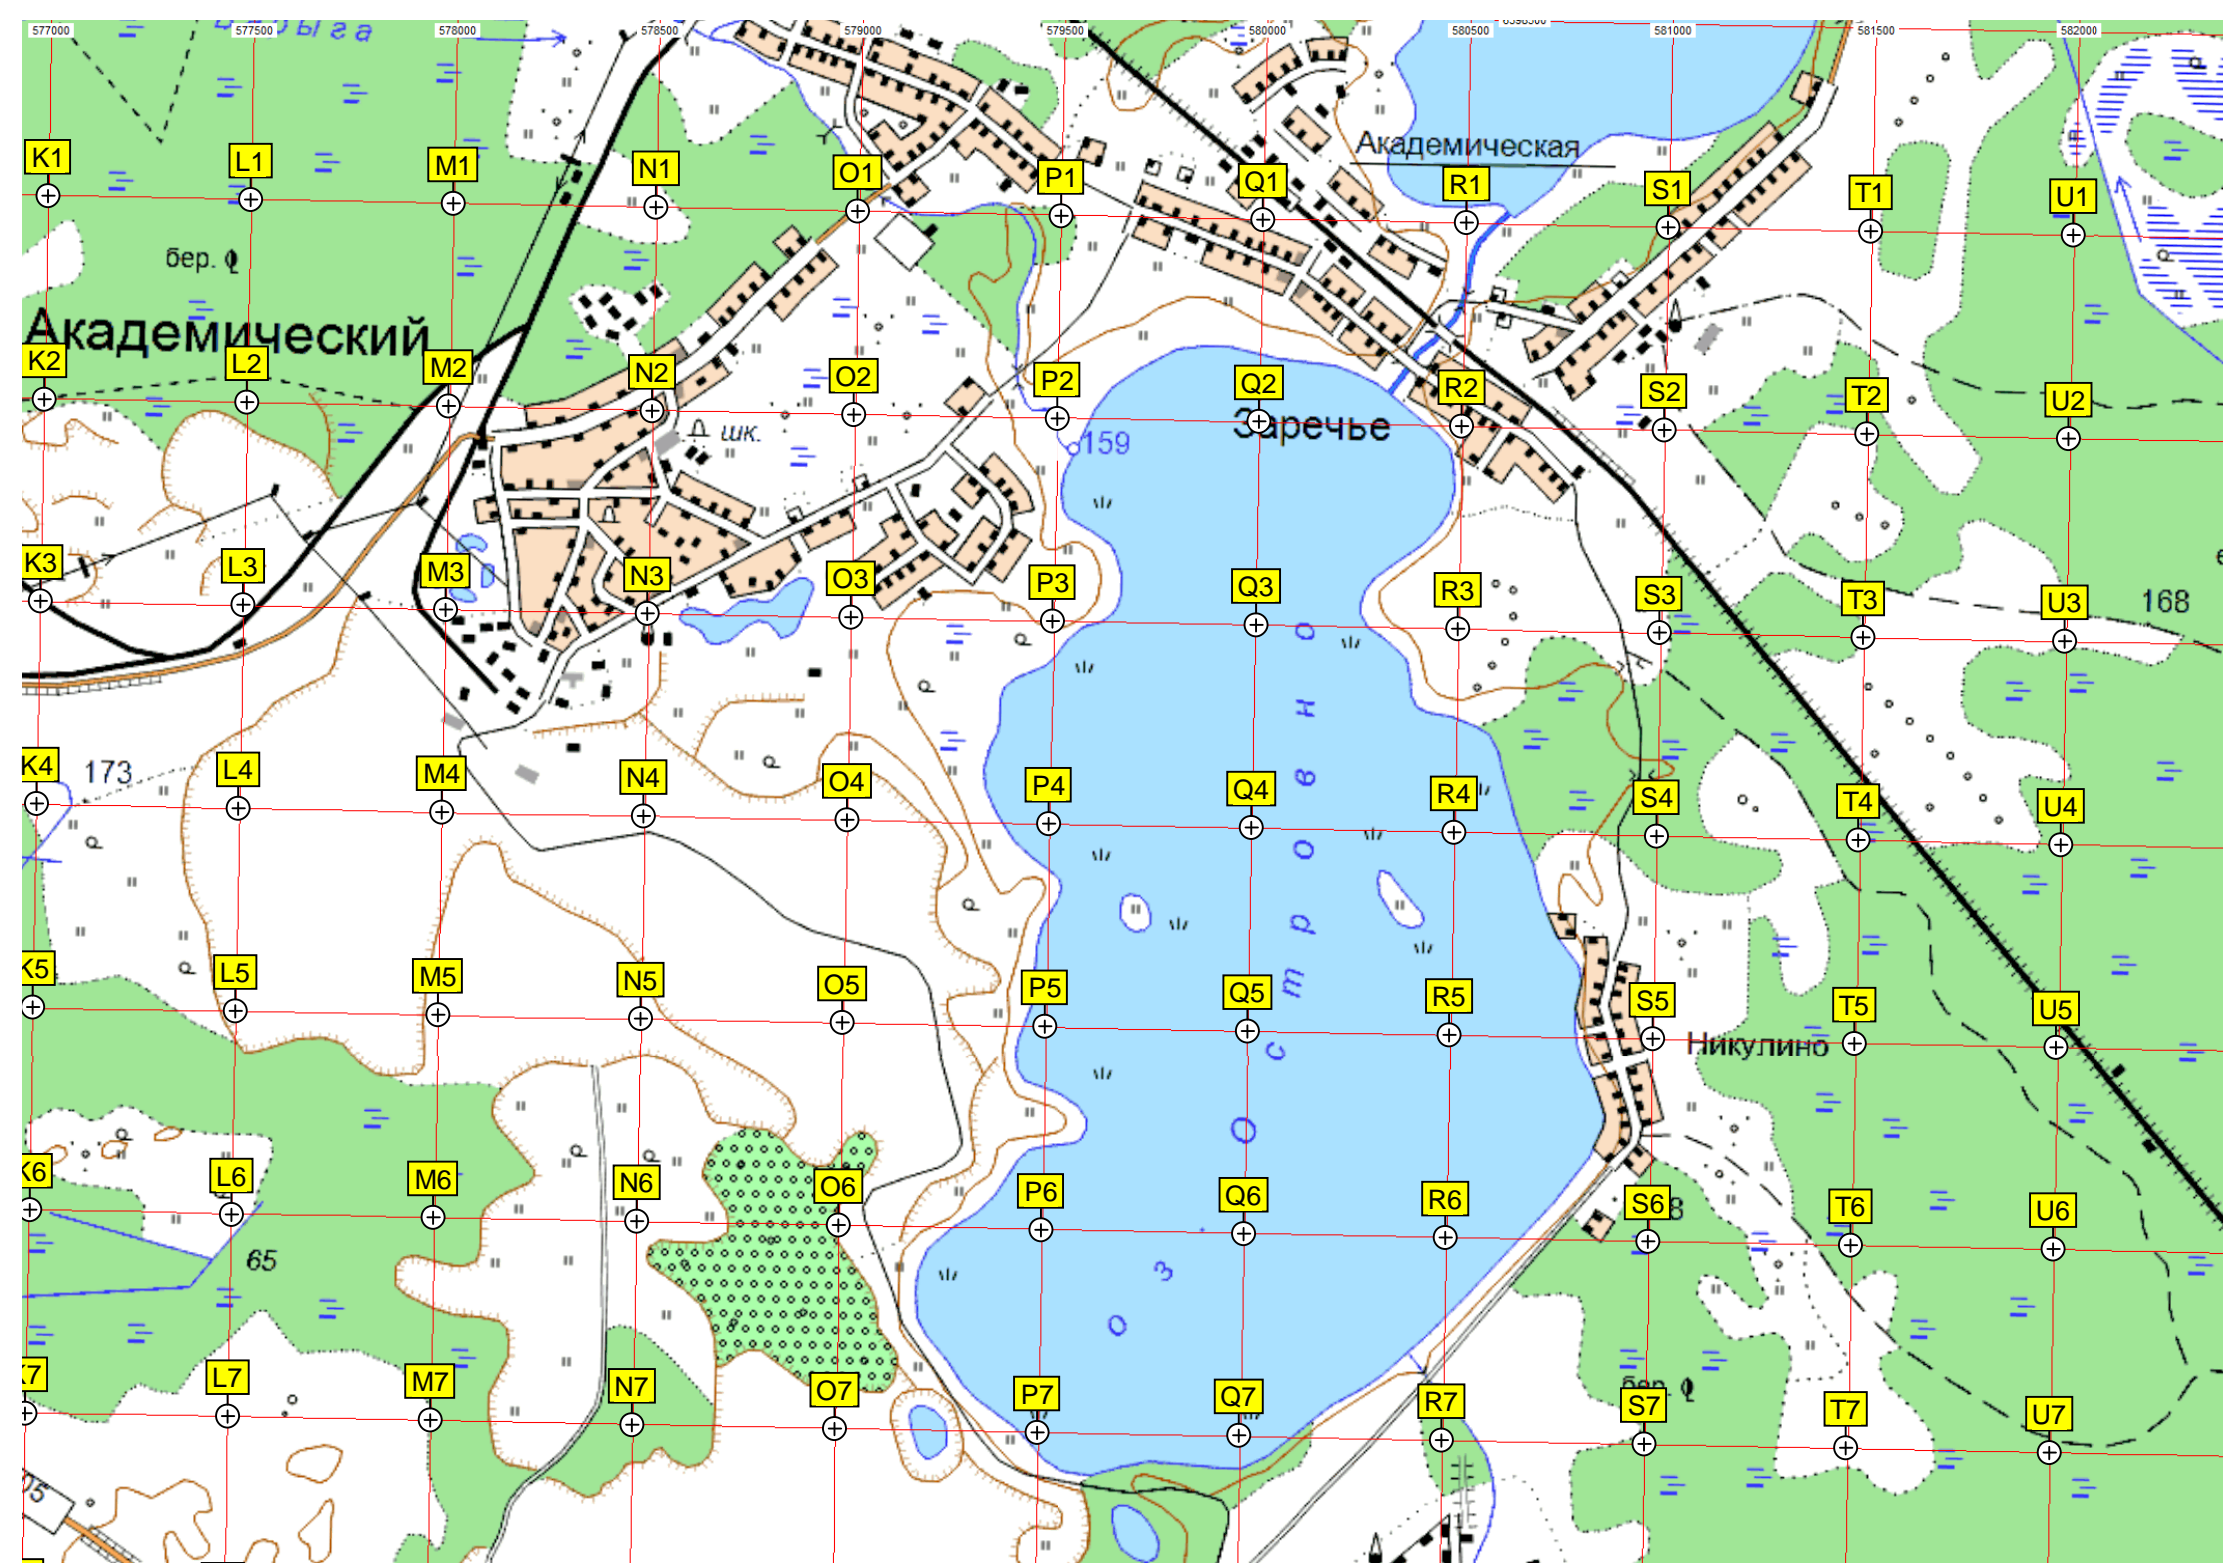 577000 577500 578000 578500 579000 579500 580000 580500 581000 581500 582000
Академическая
K1 L1 M1 N1 O1 P1 Q1 R1 S1 T1 U1
бер.
Академический
K2 L2 M2 N2 O2 P2 Q2 R2 S2 T2 U2
шк.
159
Заречье
K3 L3 M3 N3 O3 P3 Q3 R3 S3 T3 U3
168
K4 L4 M4 N4 O4 P4 Q4 R4 S4 T4 U4
173
K5 L5 M5 N5 O5 P5 Q5 R5 S5 T5 U5
Никулино
оз. Островно
K6 L6 M6 N6 O6 P6 Q6 R6 S6 T6 U6
65
бер.
K7 L7 M7 N7 O7 P7 Q7 R7 S7 T7 U7